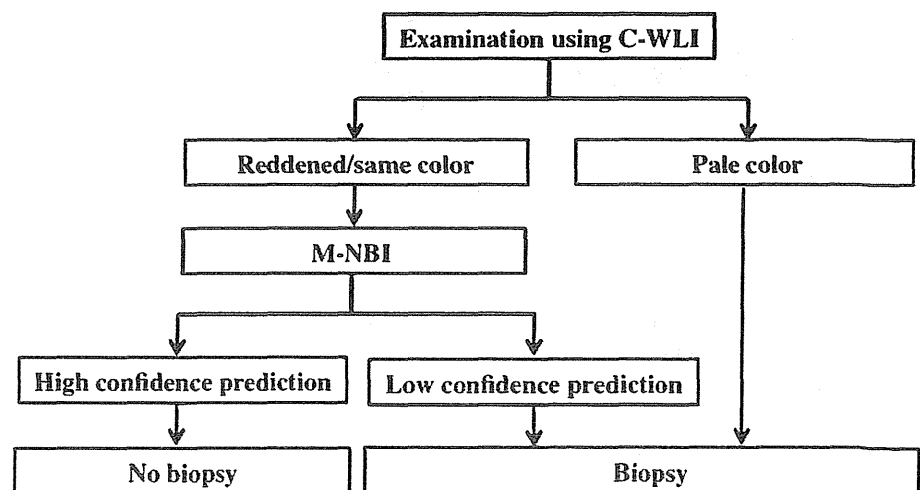 Examination using C-WLI
Reddened/same color
Pale color
M-NBI
High confidence prediction
Low confidence prediction
No biopsy
Biopsy